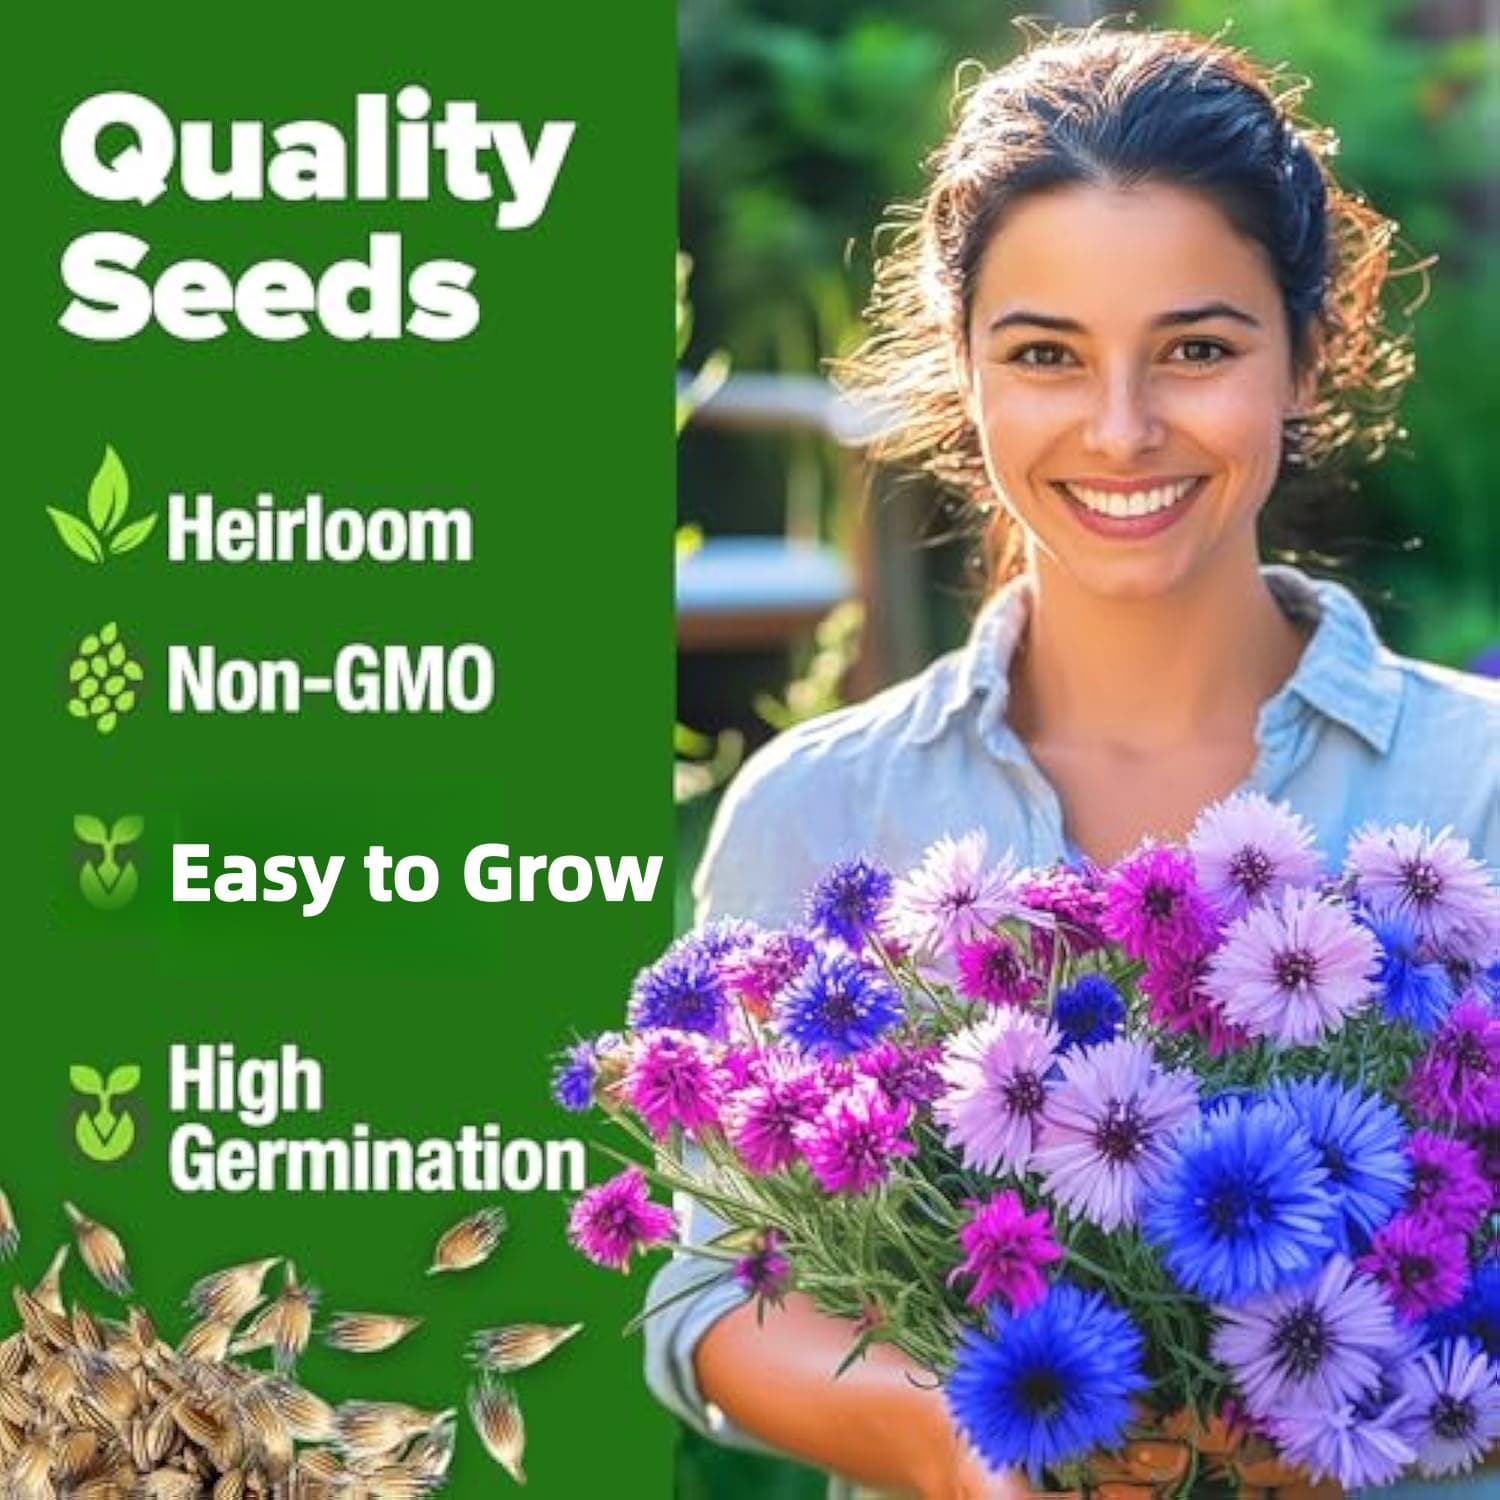 Quality
Seeds
Heirloom
Non-GMO
Easy to Grow
High
Germination